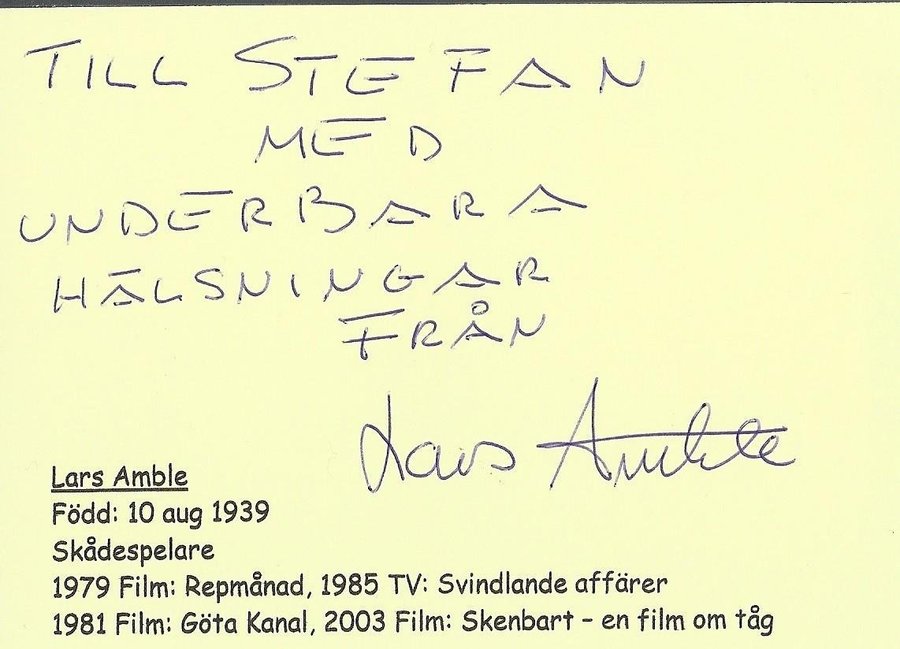 TILL STEFAN
MED
UNDERBARA
HÄLSNINGAR
FRÅN
Lars Amble
Lars Amble
Född: 10 aug 1939
Skådespelare
1979 Film: Repmånad, 1985 TV: Svindlande affärer
1981 Film: Göta Kanal, 2003 Film: Skenbart – en film om tåg